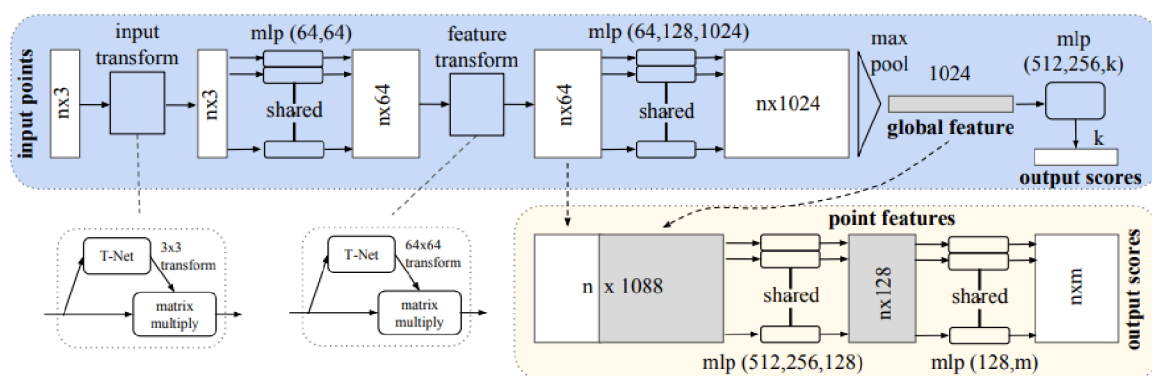 input points
nx3
input
transform
nx3
mlp (64,64)
shared
nx64
feature
transform
nx64
mlp (64,128,1024)
shared
nx1024
max
pool
1024
global feature
mlp
(512,256,k)
k
output scores
T-Net
3x3
transform
matrix
multiply
T-Net
64x64
transform
matrix
multiply
point features
n x 1088
shared
mlp (512,256,128)
nx128
shared
mlp (128,m)
nxm
output scores